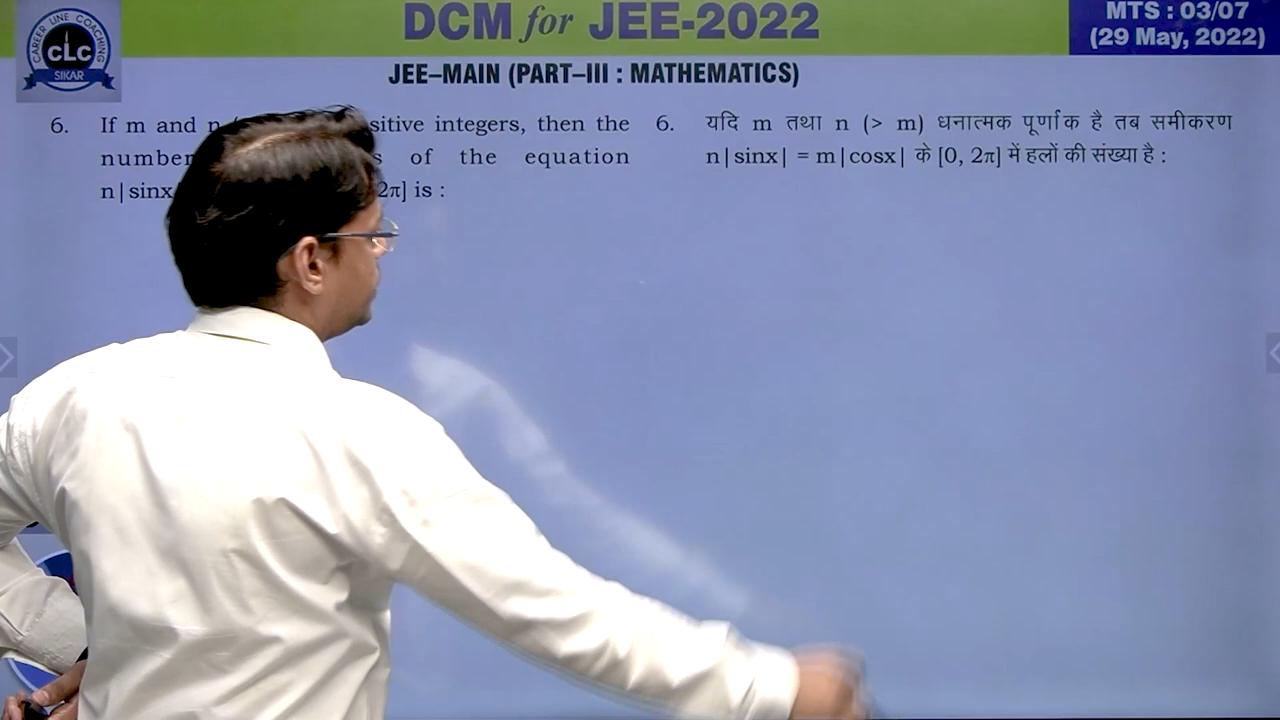 CAREER LINE COACHING
CLC
SIKAR
DCM for JEE-2022
MTS : 03/07
(29 May, 2022)
JEE–MAIN (PART–III : MATHEMATICS)
6. If m and n sitive integers, then the
number s of the equation
n|sinx 2π] is :
6. यदि m तथा n (> m) धनात्मक पूर्णाक है तब समीकरण
n|sinx| = m|cosx| के [0, 2π] में हलों की संख्या है :